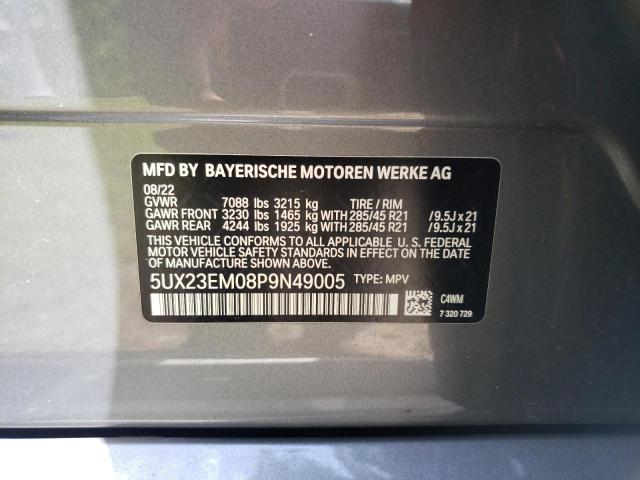 MFD BY BAYERISCHE MOTOREN WERKE AG
08/22
GVWR 7088 lbs 3215 kg TIRE / RIM
GAWR FRONT 3230 lbs 1465 kg WITH 285/45 R21 /9.5J x 21
GAWR REAR 4244 lbs 1925 kg WITH 285/45 R21 /9.5J x 21
THIS VEHICLE CONFORMS TO ALL APPLICABLE U. S. FEDERAL
MOTOR VEHICLE SAFETY STANDARDS IN EFFECT ON THE
DATE OF MANUFACTURE SHOWN ABOVE.
5UX23EM08P9N49005 TYPE: MPV
C4WM
7 320 729